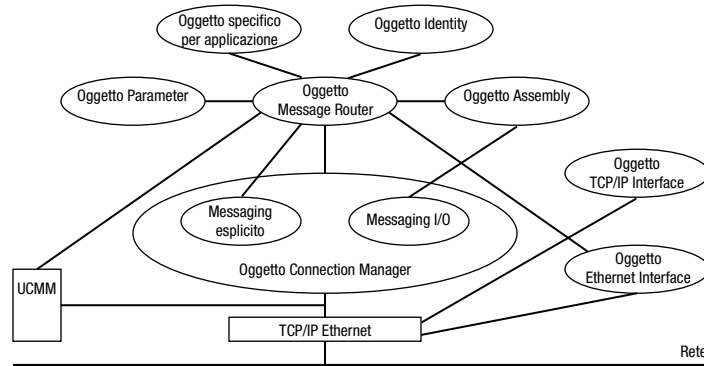 Oggetto specifico
per applicazione
Oggetto Identity
Oggetto Parameter
Oggetto
Message Router
Oggetto Assembly
Oggetto
TCP/IP Interface
Messaging
esplicito
Messaging I/O
Oggetto Connection Manager
Oggetto
Ethernet Interface
UCMM
TCP/IP Ethernet
Rete